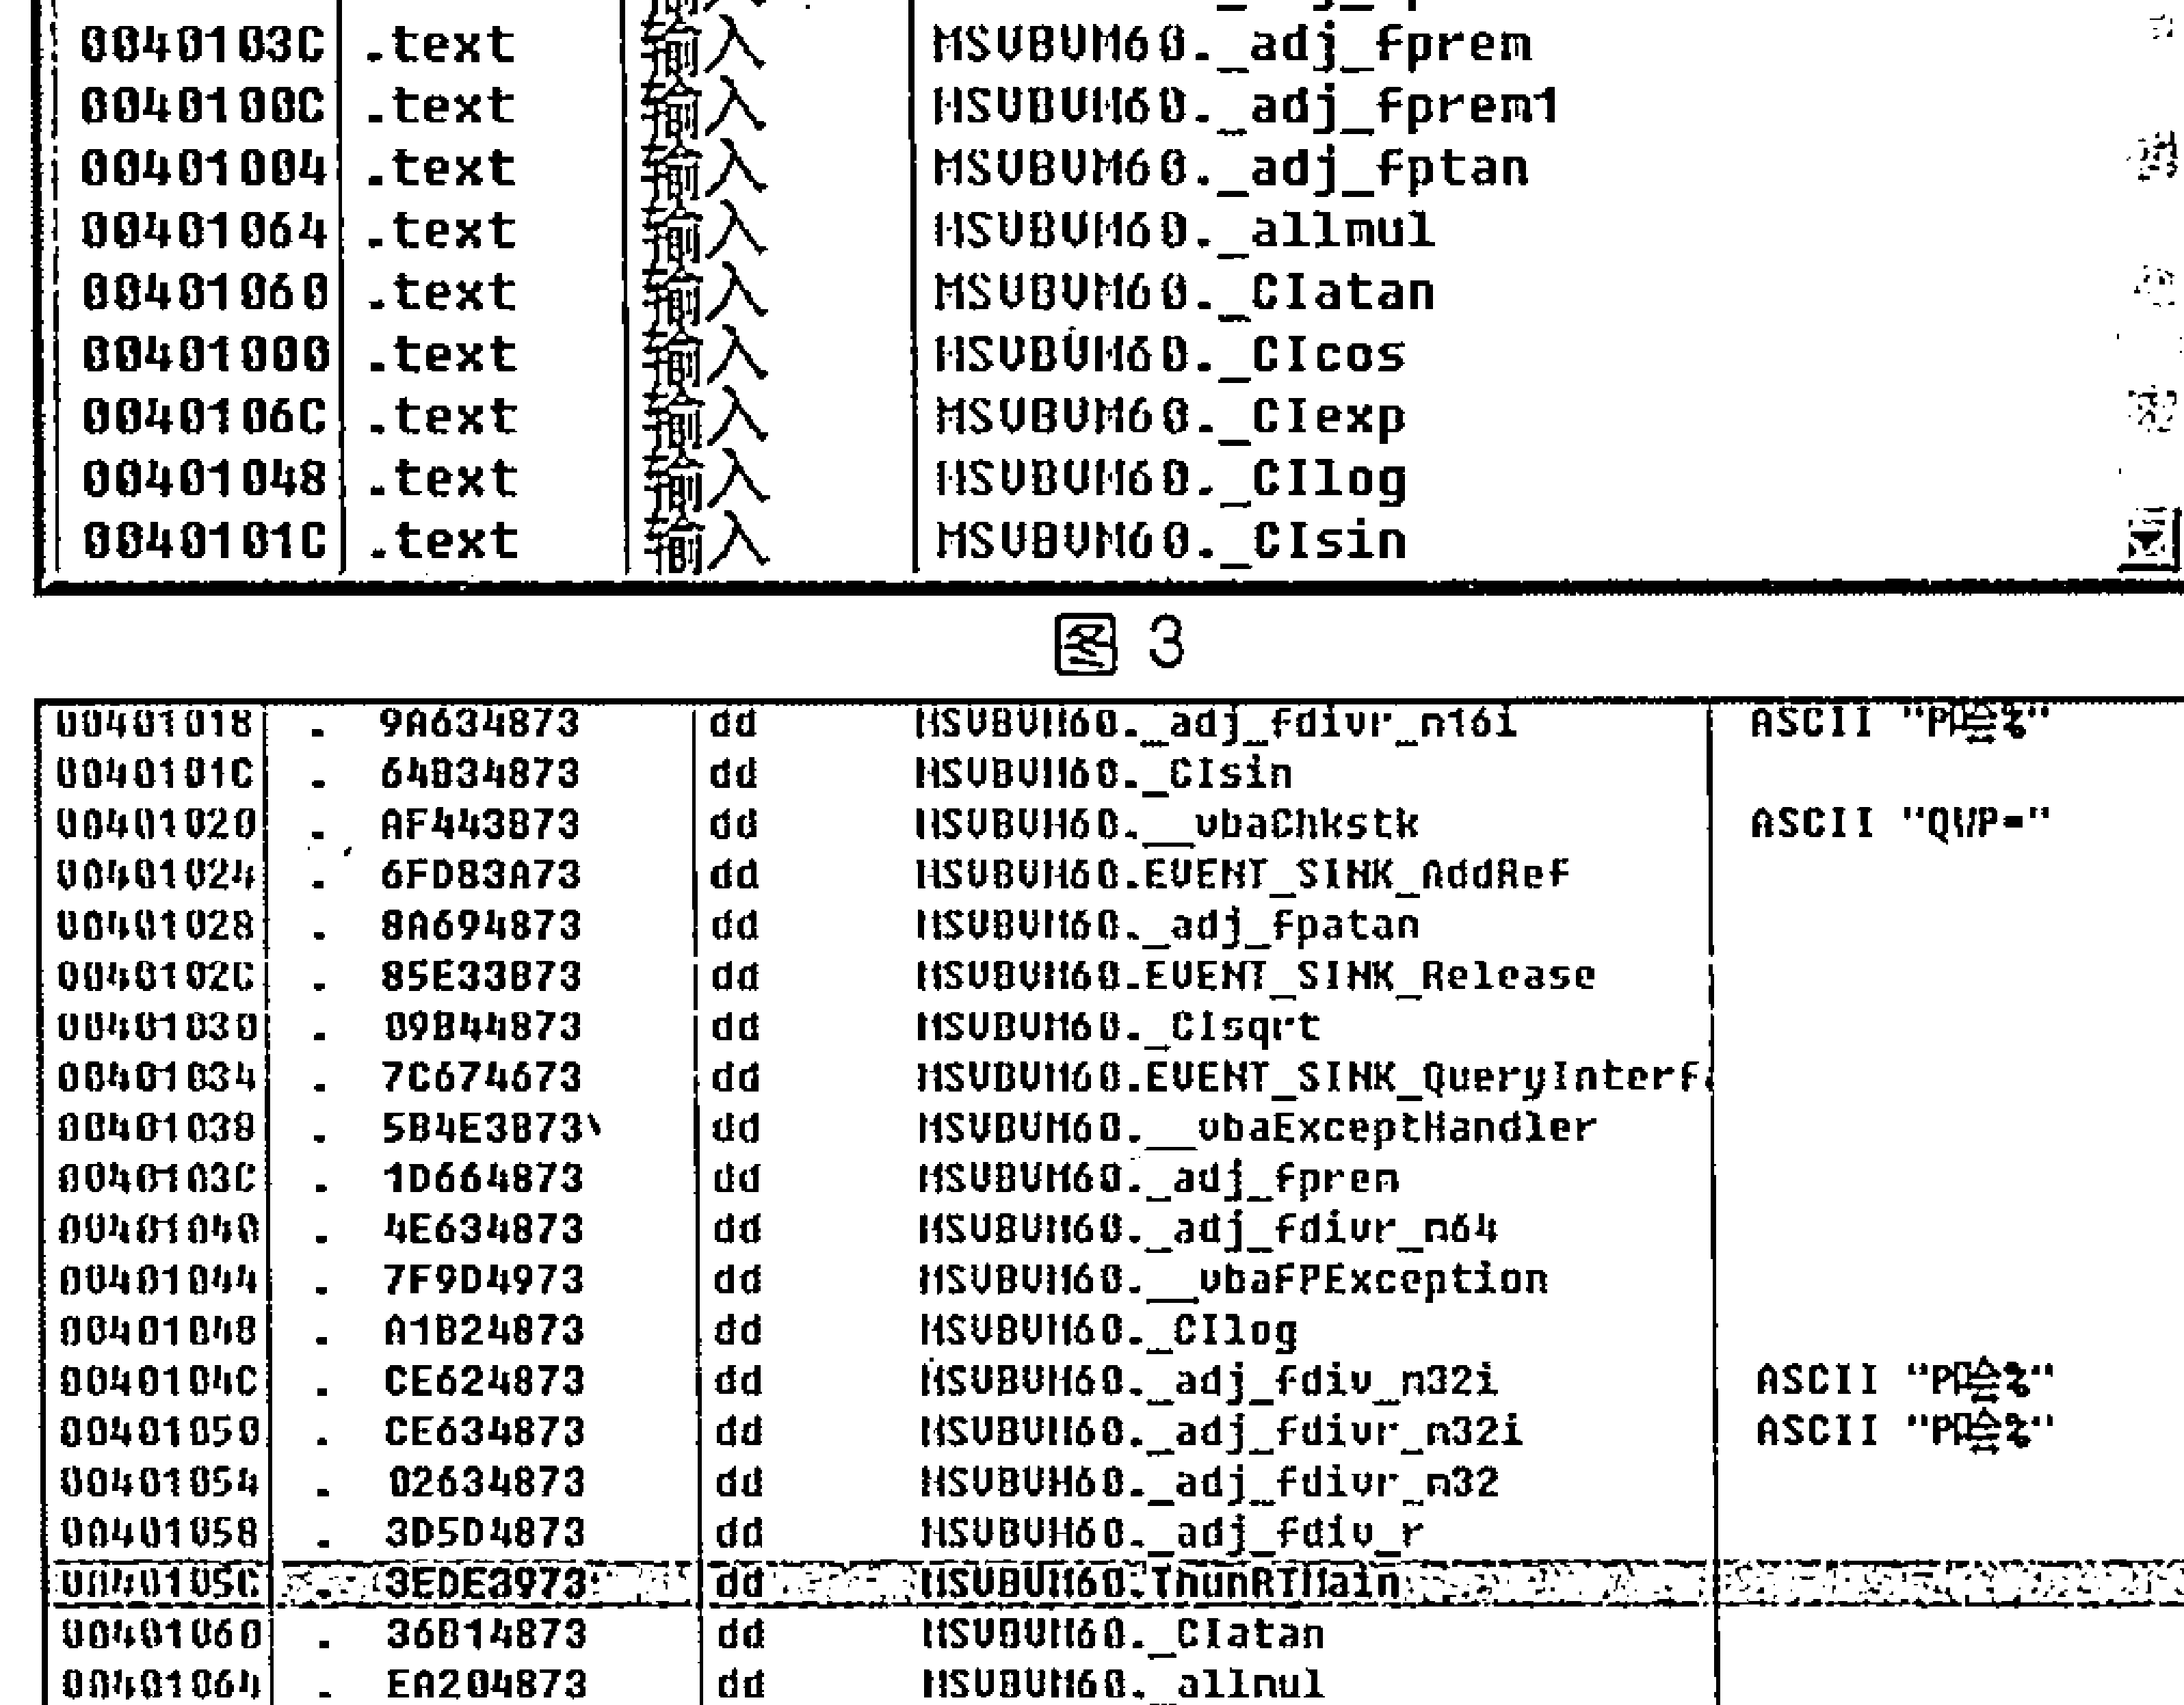 0040103C .text 输入 MSVBVM60._adj_fprem
0040100C .text 输入 MSVBVM60._adj_fprem1
00401004 .text 输入 MSVBVM60._adj_fptan
00401064 .text 输入 MSVBVM60._allmul
00401060 .text 输入 MSVBVM60._CIatan
00401000 .text 输入 MSVBVM60._CIcos
0040106C .text 输入 MSVBVM60._CIexp
00401048 .text 输入 MSVBVM60._CIlog
0040101C .text 输入 MSVBVM60._CIsin
图 3
00401018 . 9A634873 dd MSVBVM60._adj_fdivr_m16i ASCII "P%"
0040101C . 64B34873 dd MSVBVM60._CIsin
00401020 . AF443B73 dd MSVBVM60.__vbaChkstk ASCII "QVP="
00401024 . 6FD83A73 dd MSVBVM60.EVENT_SINK_AddRef
00401028 . 8A694873 dd MSVBVM60._adj_fpatan
0040102C . 85E33B73 dd MSVBVM60.EVENT_SINK_Release
00401030 . 09B44873 dd MSVBVM60._CIsqrt
00401034 . 7C674673 dd MSVBVM60.EVENT_SINK_QueryInterf
00401038 . 5B4E3B73\ dd MSVBVM60.__vbaExceptHandler
0040103C . 1D664873 dd MSVBVM60._adj_fprem
00401040 . 4E634873 dd MSVBVM60._adj_fdivr_m64
00401044 . 7F9D4973 dd MSVBVM60.__vbaFPException
00401048 . A1B24873 dd MSVBVM60._CIlog
0040104C . CE624873 dd MSVBVM60._adj_fdiv_m32i ASCII "P%"
00401050 . CE634873 dd MSVBVM60._adj_fdivr_m32i ASCII "P%"
00401054 . 02634873 dd MSVBVM60._adj_fdivr_m32
00401058 . 3D5D4873 dd MSVBVM60._adj_fdiv_r
0040105C . 3EDE3973 dd MSVBVM60.ThunRTMain
00401060 . 36B14873 dd MSVBVM60._CIatan
00401064 . EA204873 dd MSVBVM60._allmul